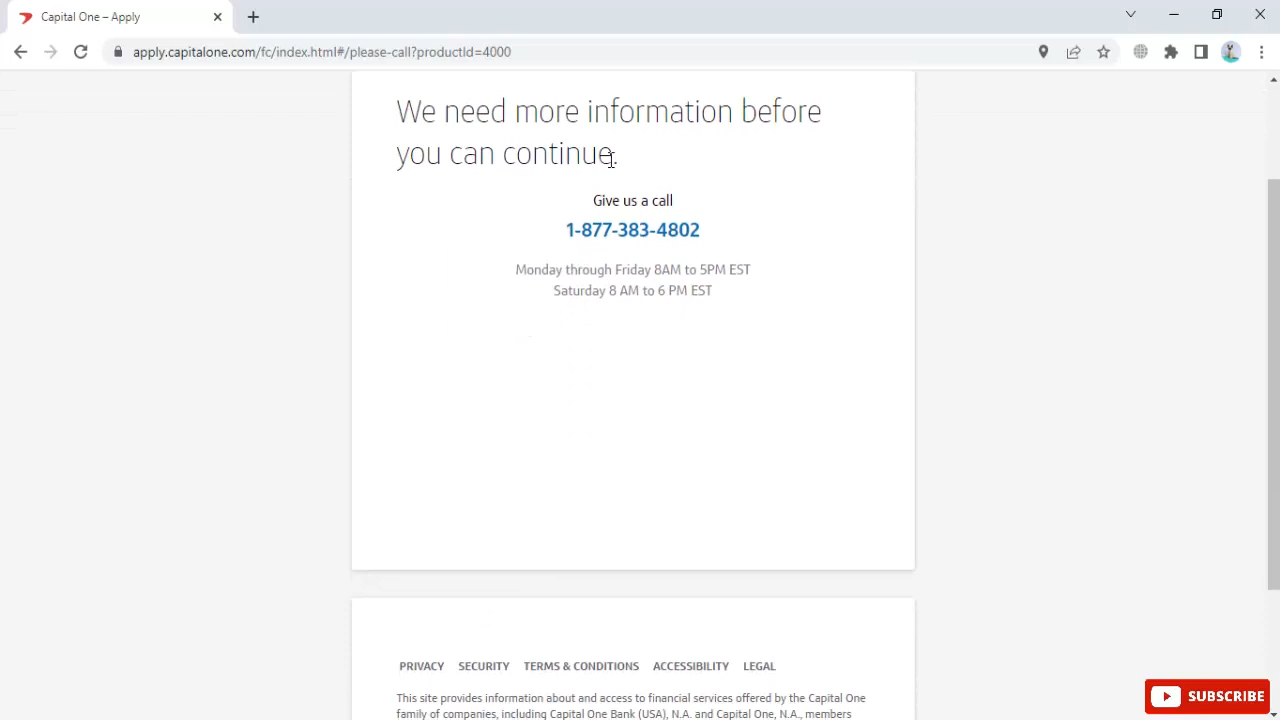 Capital One – Apply
apply.capitalone.com/fc/index.html#/please-call?productId=4000
We need more information before
you can continue.
Give us a call
1-877-383-4802
Monday through Friday 8AM to 5PM EST
Saturday 8 AM to 6 PM EST
PRIVACY SECURITY TERMS & CONDITIONS ACCESSIBILITY LEGAL
This site provides information about and access to financial services offered by the Capital One
family of companies, including Capital One Bank (USA), N.A. and Capital One, N.A., members
SUBSCRIBE